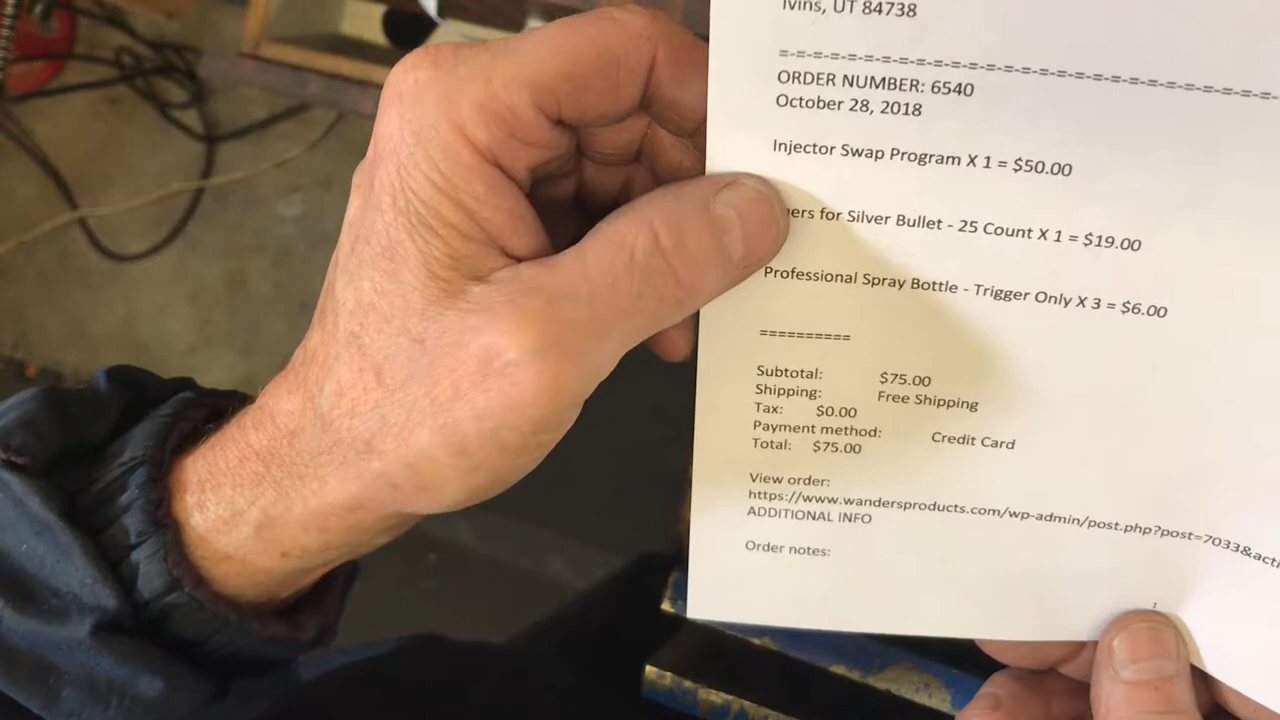 Ivins, UT 84738
=-=-=-=-=-=-=-=-=-=-=-=-=-=-=-=-=-=-=-=-=-=-=-=-=-=-=-
ORDER NUMBER: 6540
October 28, 2018
Injector Swap Program X 1 = $50.00
for Silver Bullet - 25 Count X 1 = $19.00
Professional Spray Bottle - Trigger Only X 3 = $6.00
==========
Subtotal: $75.00
Shipping: Free Shipping
Tax: $0.00
Payment method: Credit Card
Total: $75.00
View order:
https://www.wandersproducts.com/wp-admin/post.php?post=7033&acti
ADDITIONAL INFO
Order notes:
1